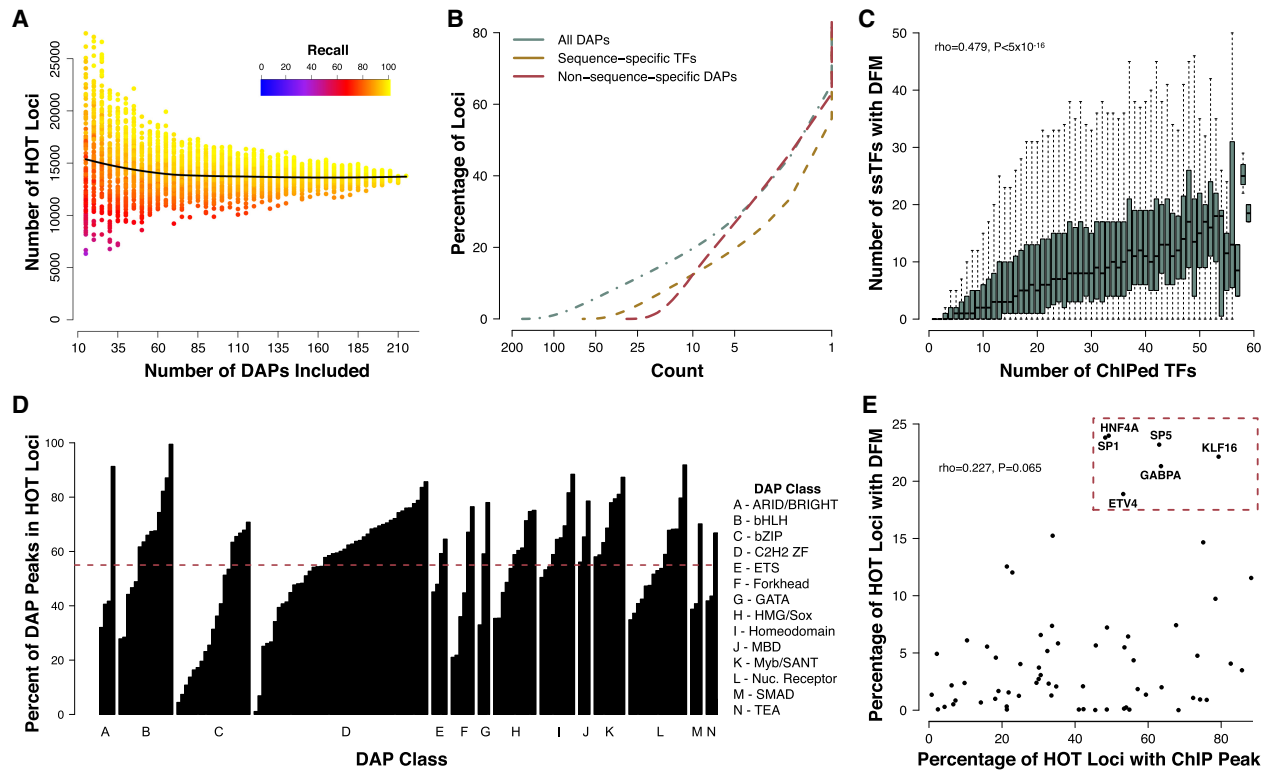 A
Recall
0 20 40 60 80 100
Number of HOT Loci
0 5000 10000 15000 20000 25000
10 35 60 85 110 135 160 185 210
Number of DAPs Included
B
All DAPs
Sequence−specific TFs
Non−sequence−specific DAPs
Percentage of Loci
0 20 40 60 80
200 100 50 25 10 5 1
Count
C
rho=0.479, P<5x10-16
Number of ssTFs with DFM
0 10 20 30 40 50
0 10 20 30 40 50 60
Number of ChIPed TFs
D
Percent of DAP Peaks in HOT Loci
0 20 40 60 80 100
A B C D E F G H I J K L M N
DAP Class
DAP Class
A - ARID/BRIGHT
B - bHLH
C - bZIP
D - C2H2 ZF
E - ETS
F - Forkhead
G - GATA
H - HMG/Sox
I - Homeodomain
J - MBD
K - Myb/SANT
L - Nuc. Receptor
M - SMAD
N - TEA
E
rho=0.227, P=0.065
HNF4A
SP1
SP5
KLF16
GABPA
ETV4
Percentage of HOT Loci with DFM
0 5 10 15 20 25
0 20 40 60 80
Percentage of HOT Loci with ChIP Peak